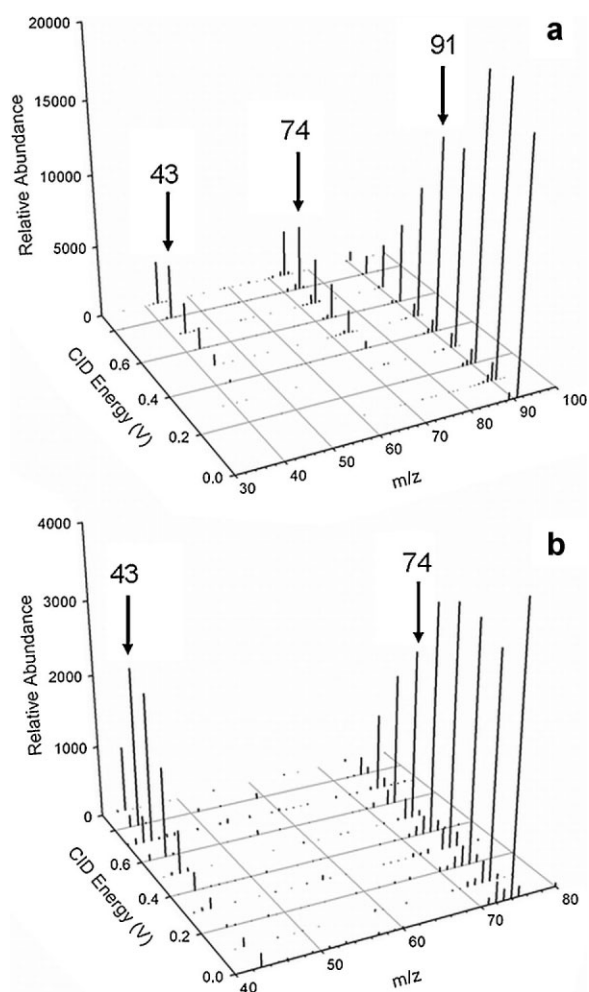 a
20000
15000
10000
5000
0
Relative Abundance
43
74
91
0.6
0.4
0.2
0.0
CID Energy (V)
30 40 50 60 70 80 90 100
m/z
b
4000
3000
2000
1000
0
Relative Abundance
43
74
0.6
0.4
0.2
0.0
CID Energy (V)
40 50 60 70 80
m/z